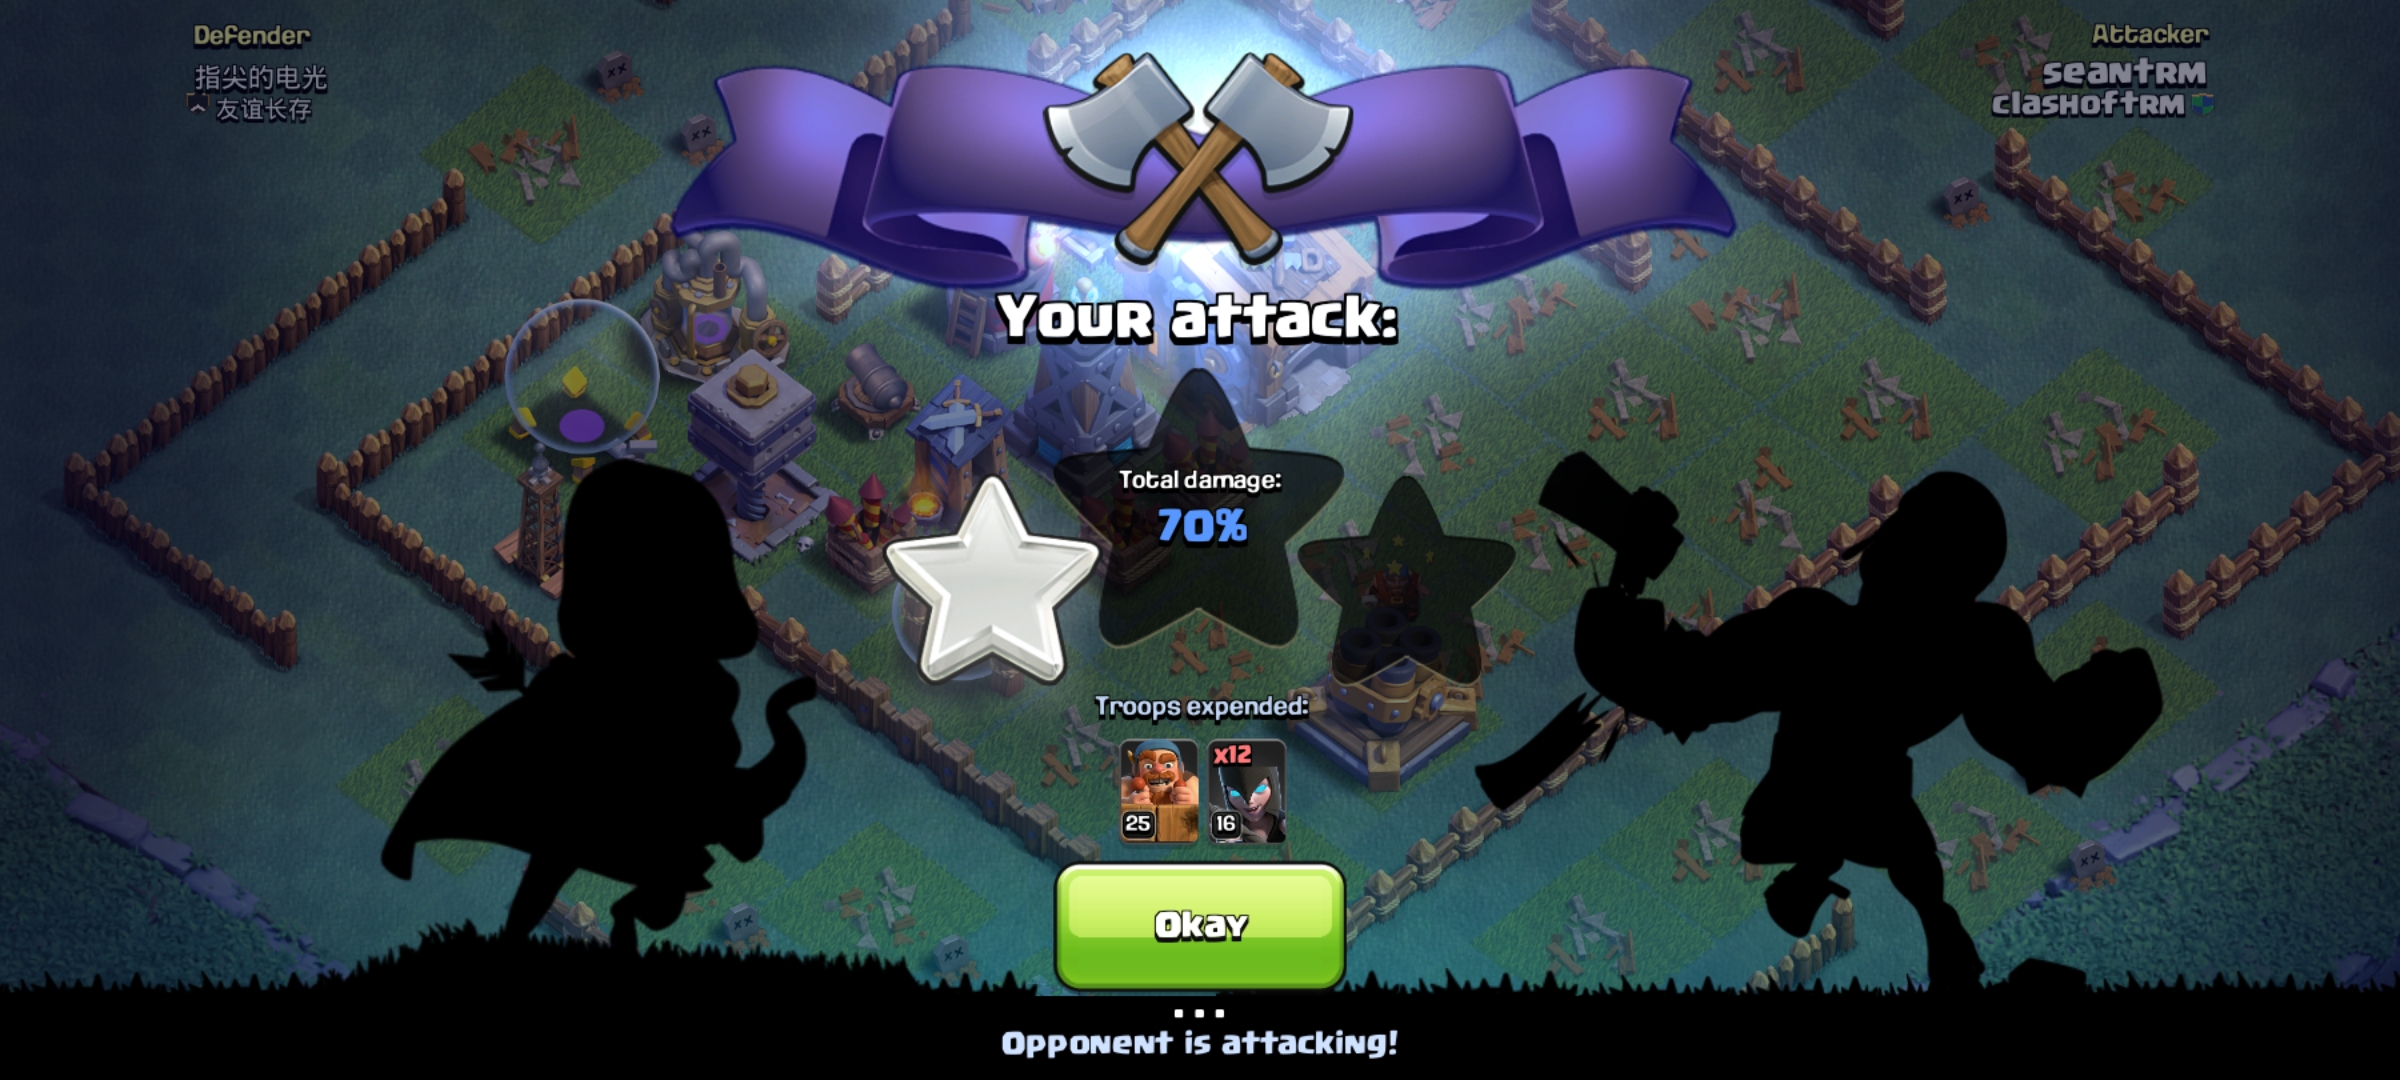 Defender
指尖的电光
友谊长存
Attacker
seantRM
clashoftRM
Your attack:
Total damage:
70%
Troops expended:
x12
25
16
Okay
...
Opponent is attacking!